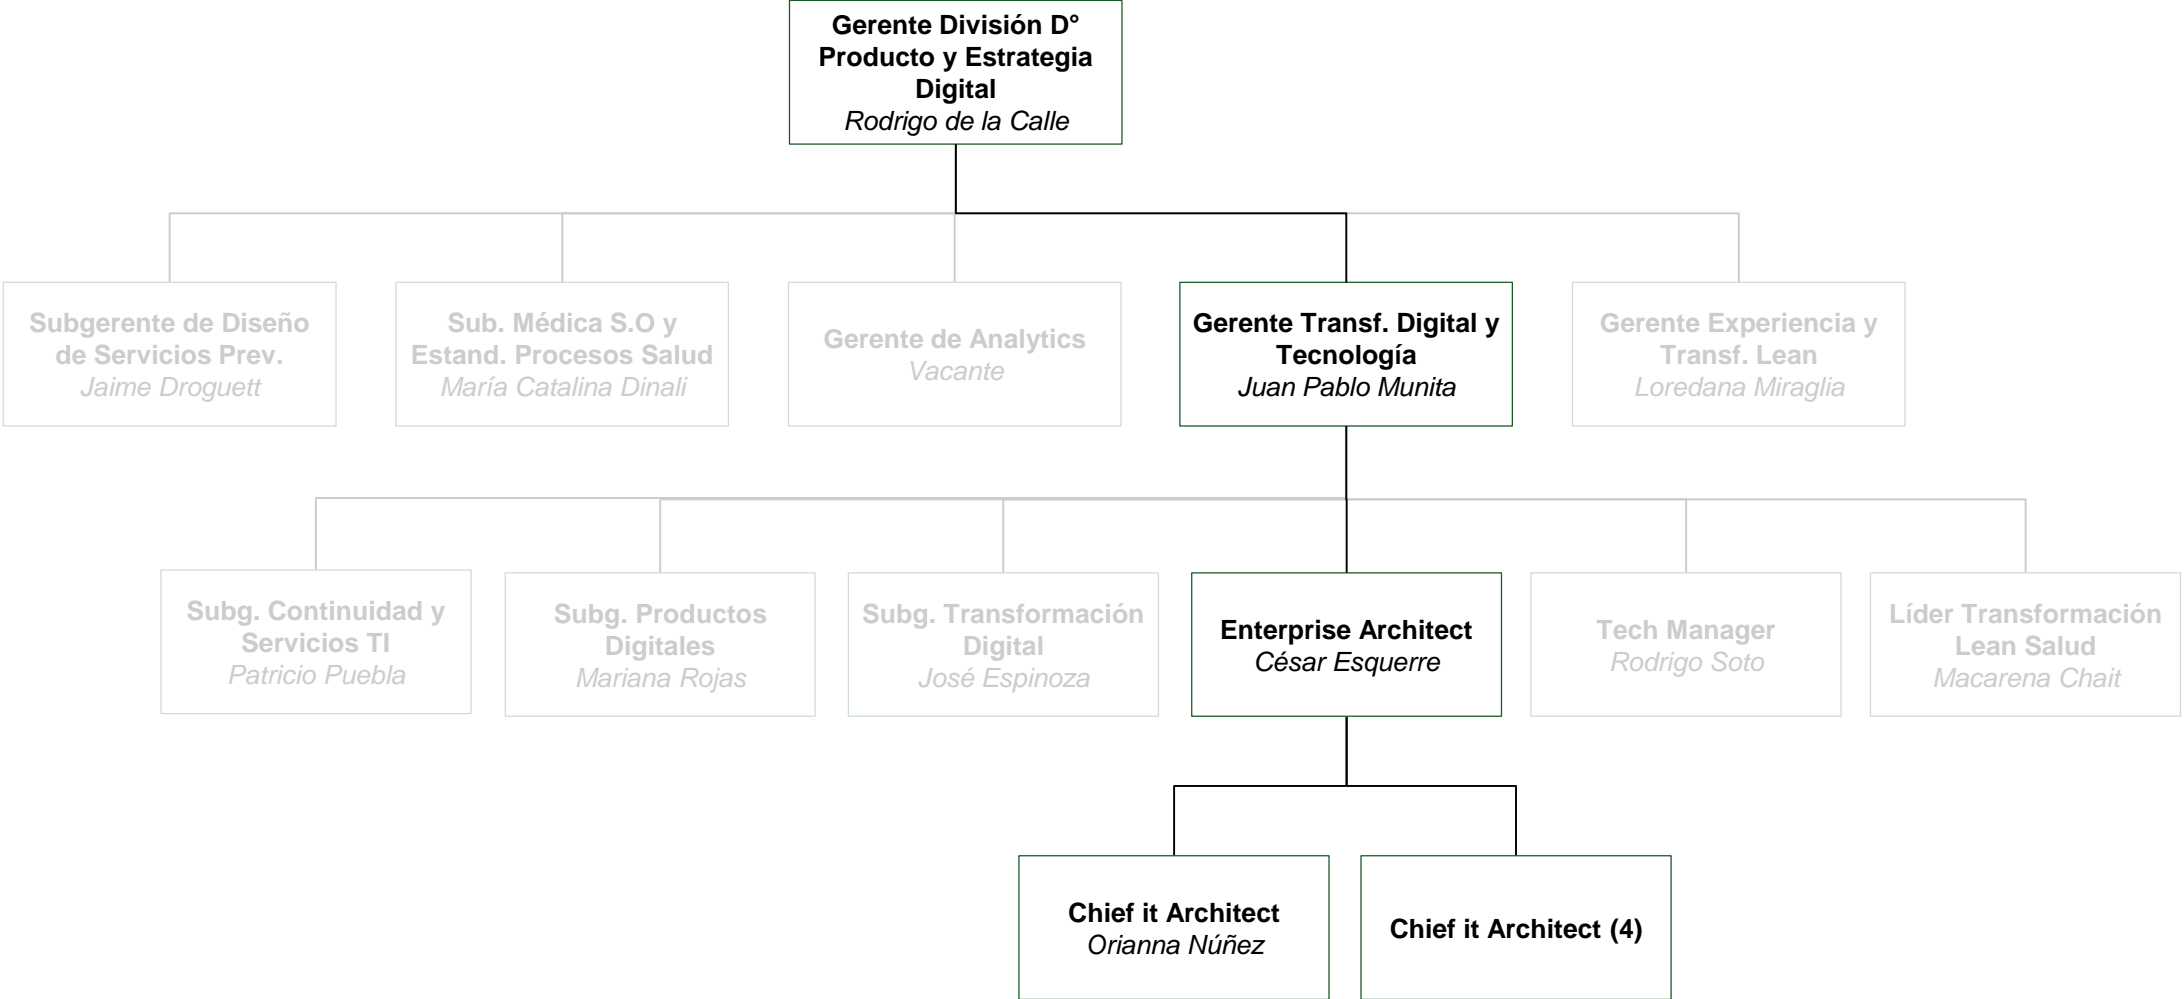 Gerente División D°
Producto y Estrategia
Digital
Rodrigo de la Calle
Subgerente de Diseño
de Servicios Prev.
Jaime Droguett
Sub. Médica S.O y
Estand. Procesos Salud
María Catalina Dinali
Gerente de Analytics
Vacante
Gerente Transf. Digital y
Tecnología
Juan Pablo Munita
Gerente Experiencia y
Transf. Lean
Loredana Miraglia
Subg. Continuidad y
Servicios TI
Patricio Puebla
Subg. Productos
Digitales
Mariana Rojas
Subg. Transformación
Digital
José Espinoza
Enterprise Architect
César Esquerre
Tech Manager
Rodrigo Soto
Líder Transformación
Lean Salud
Macarena Chait
Chief it Architect
Orianna Núñez
Chief it Architect (4)